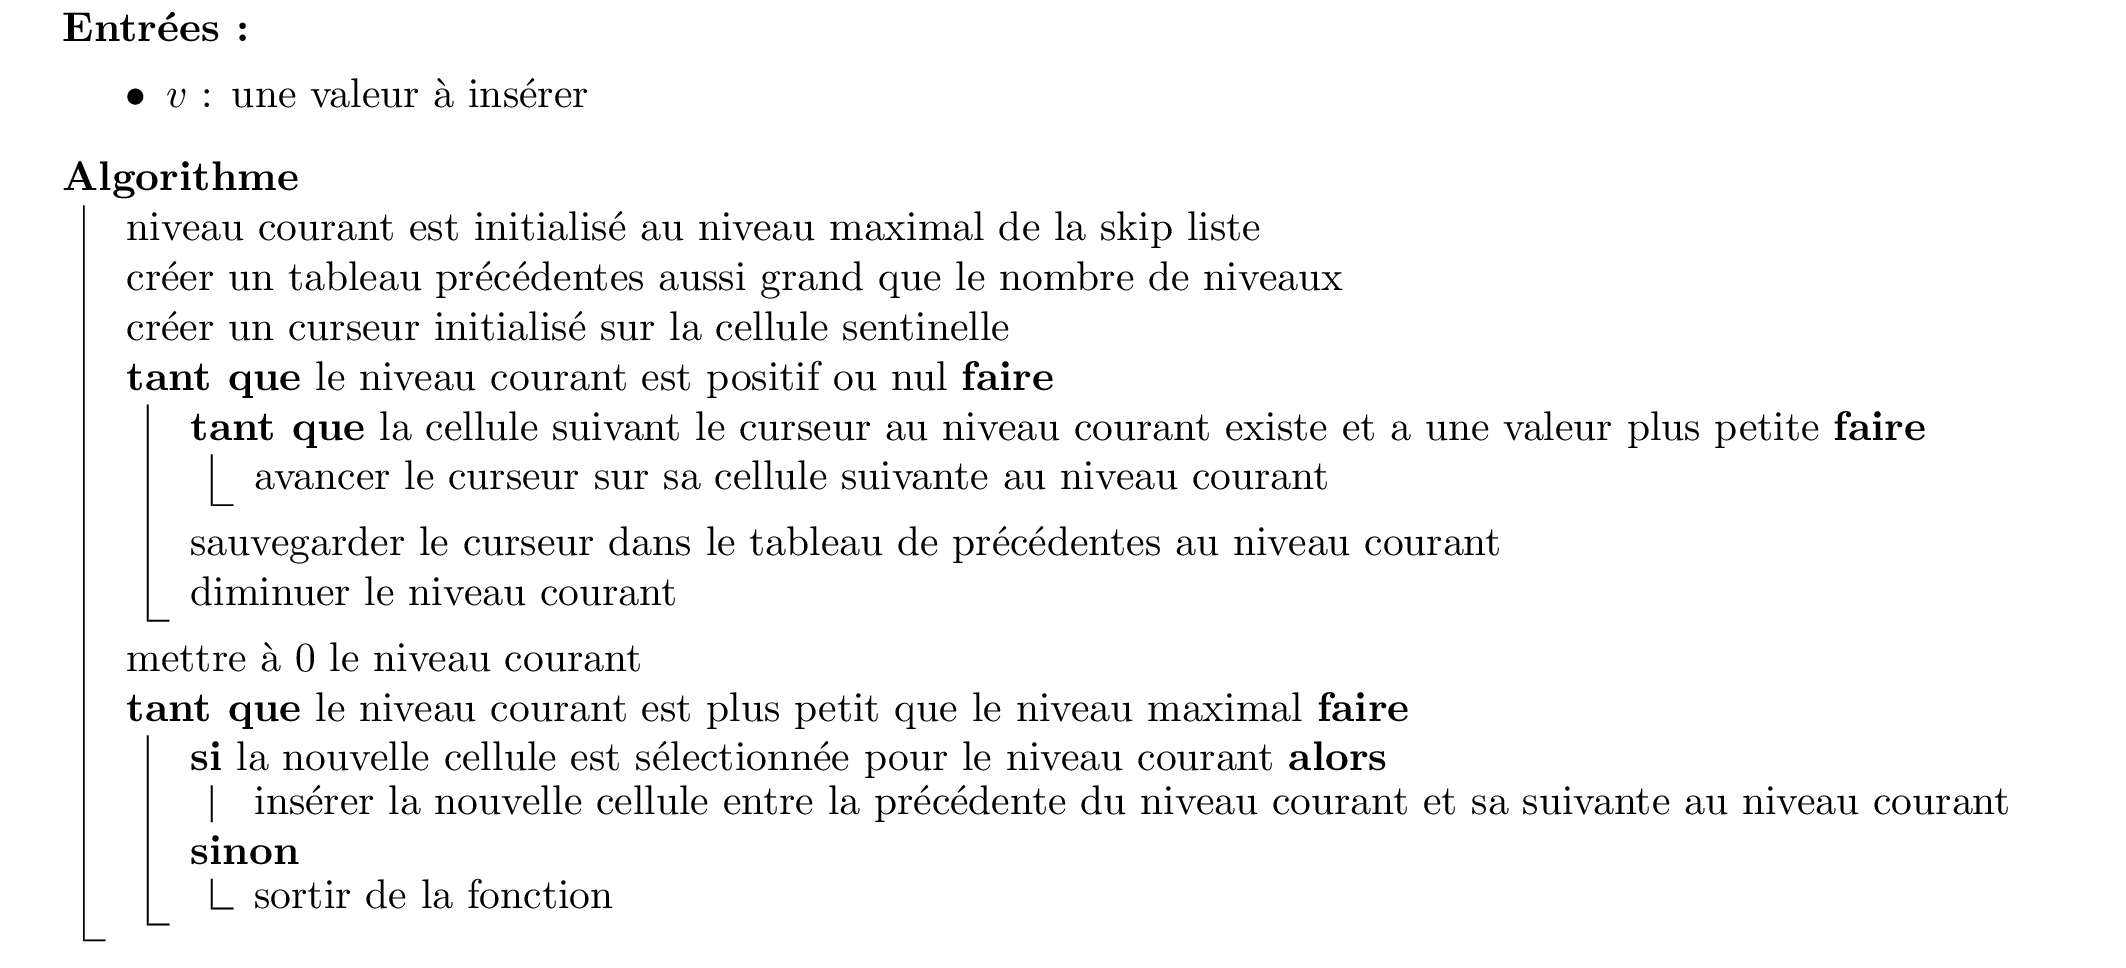 Entrées :
• v : une valeur à insérer
Algorithme
niveau courant est initialisé au niveau maximal de la skip liste
créer un tableau précédentes aussi grand que le nombre de niveaux
créer un curseur initialisé sur la cellule sentinelle
tant que le niveau courant est positif ou nul faire
tant que la cellule suivant le curseur au niveau courant existe et a une valeur plus petite faire
avancer le curseur sur sa cellule suivante au niveau courant
sauvegarder le curseur dans le tableau de précédentes au niveau courant
diminuer le niveau courant
mettre à 0 le niveau courant
tant que le niveau courant est plus petit que le niveau maximal faire
si la nouvelle cellule est sélectionnée pour le niveau courant alors
insérer la nouvelle cellule entre la précédente du niveau courant et sa suivante au niveau courant
sinon
sortir de la fonction